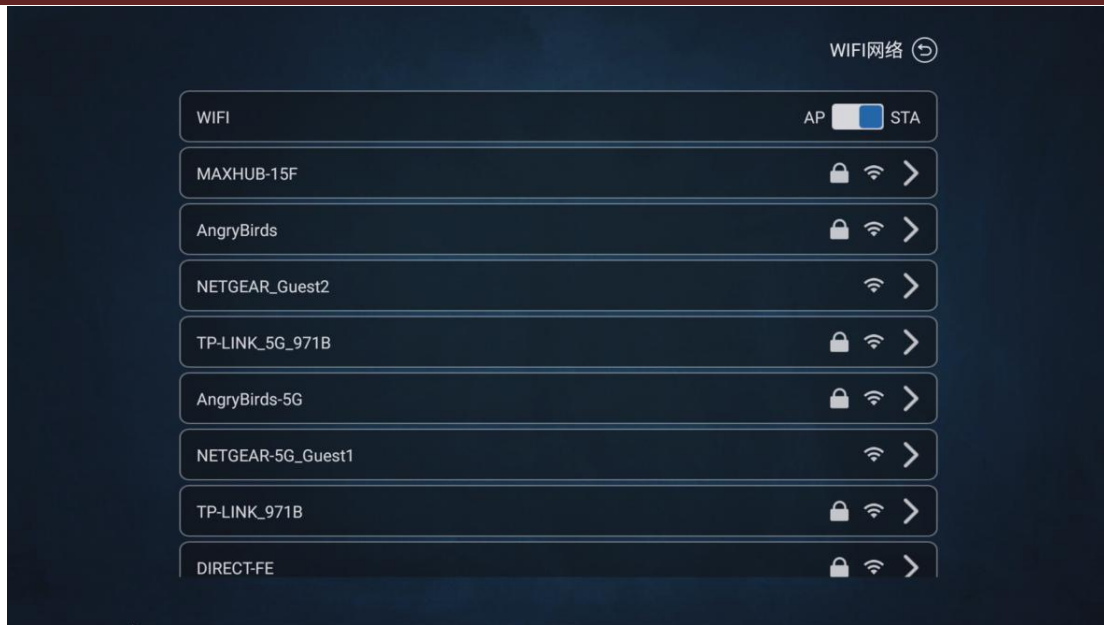 WIFI网络
WIFI AP STA
MAXHUB-15F
AngryBirds
NETGEAR_Guest2
TP-LINK_5G_971B
AngryBirds-5G
NETGEAR-5G_Guest1
TP-LINK_971B
DIRECT-FE